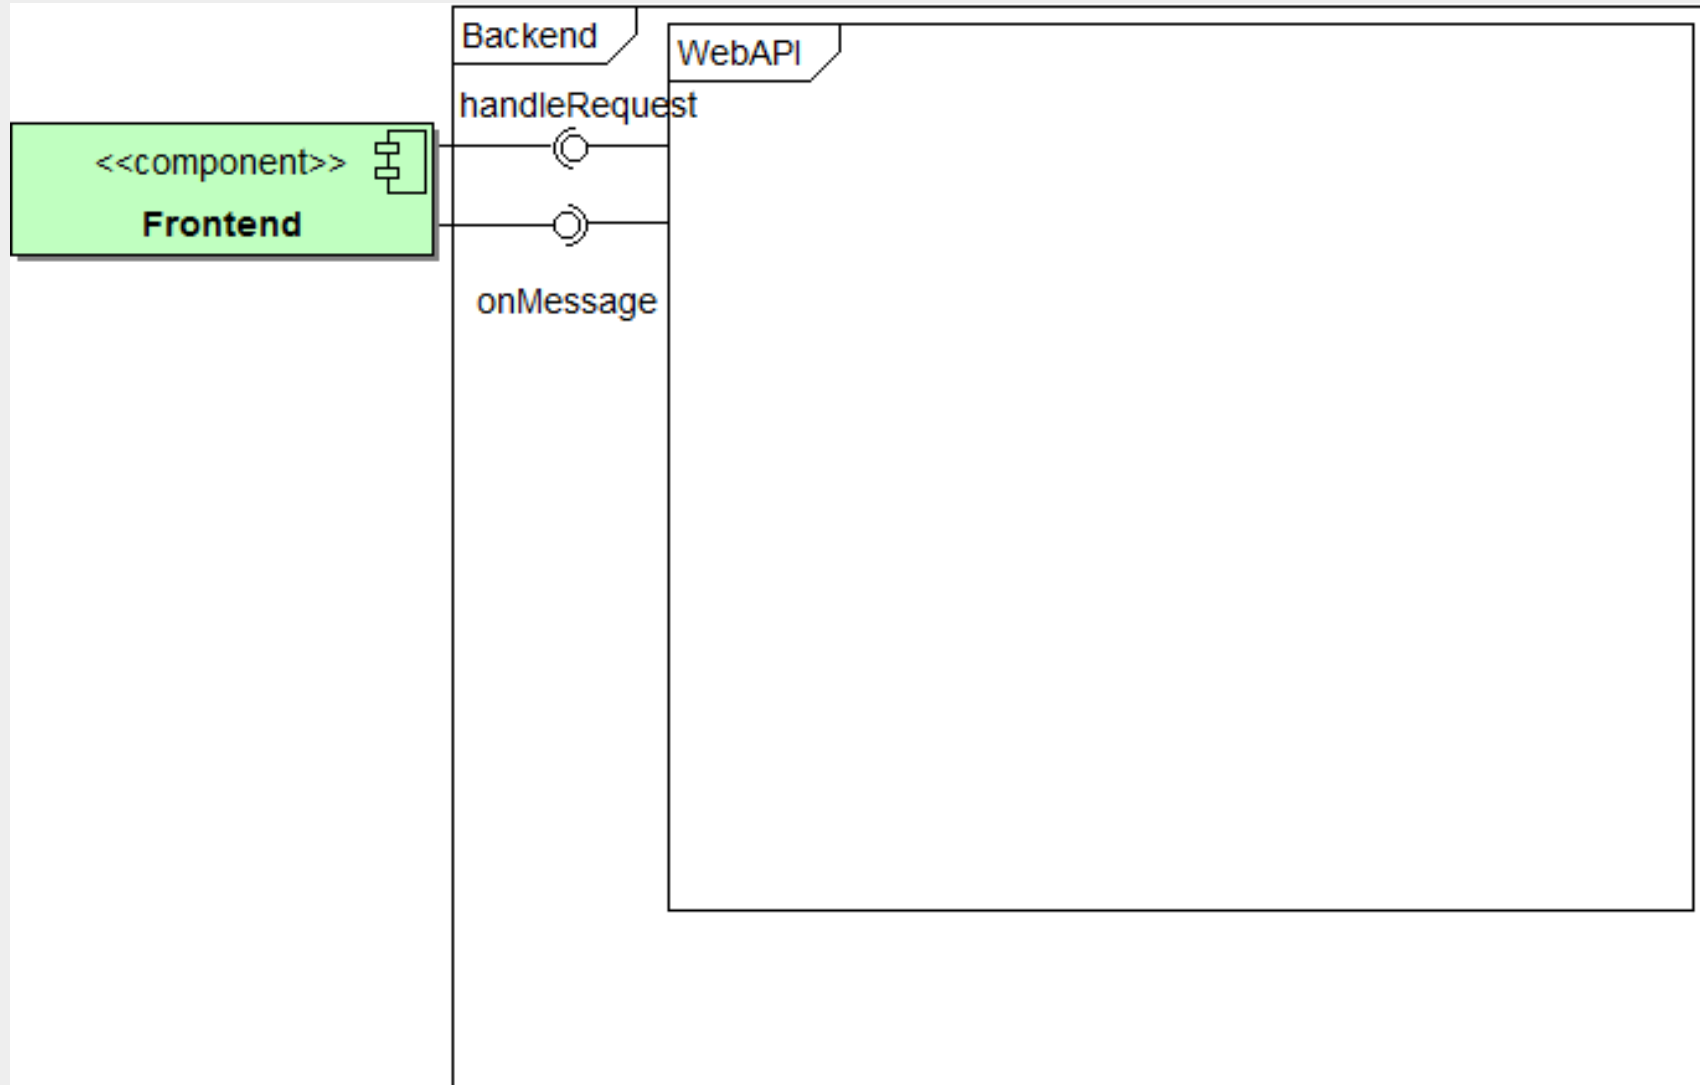 Backend
WebAPI
handleRequest
<<component>>
Frontend
onMessage